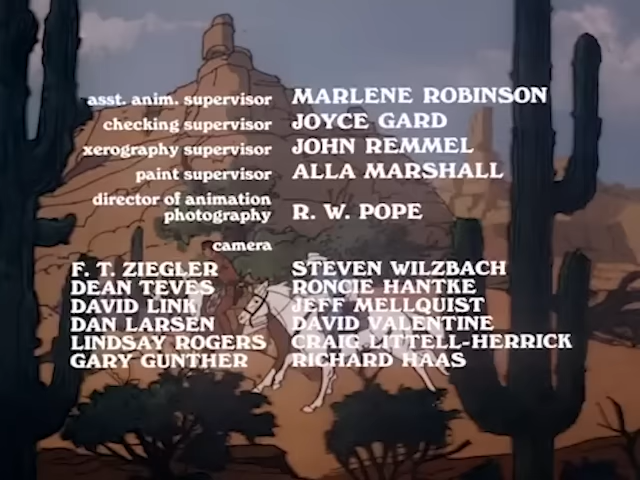 asst. anim. supervisor MARLENE ROBINSON
checking supervisor JOYCE GARD
xerography supervisor JOHN REMMEL
paint supervisor ALLA MARSHALL
director of animation
photography R. W. POPE
camera
F. T. ZIEGLER STEVEN WILZBACH
DEAN TEVES RONCIE HANTKE
DAVID LINK JEFF MELLQUIST
DAN LARSEN DAVID VALENTINE
LINDSAY ROGERS CRAIG LITTELL-HERRICK
GARY GUNTHER RICHARD HAAS